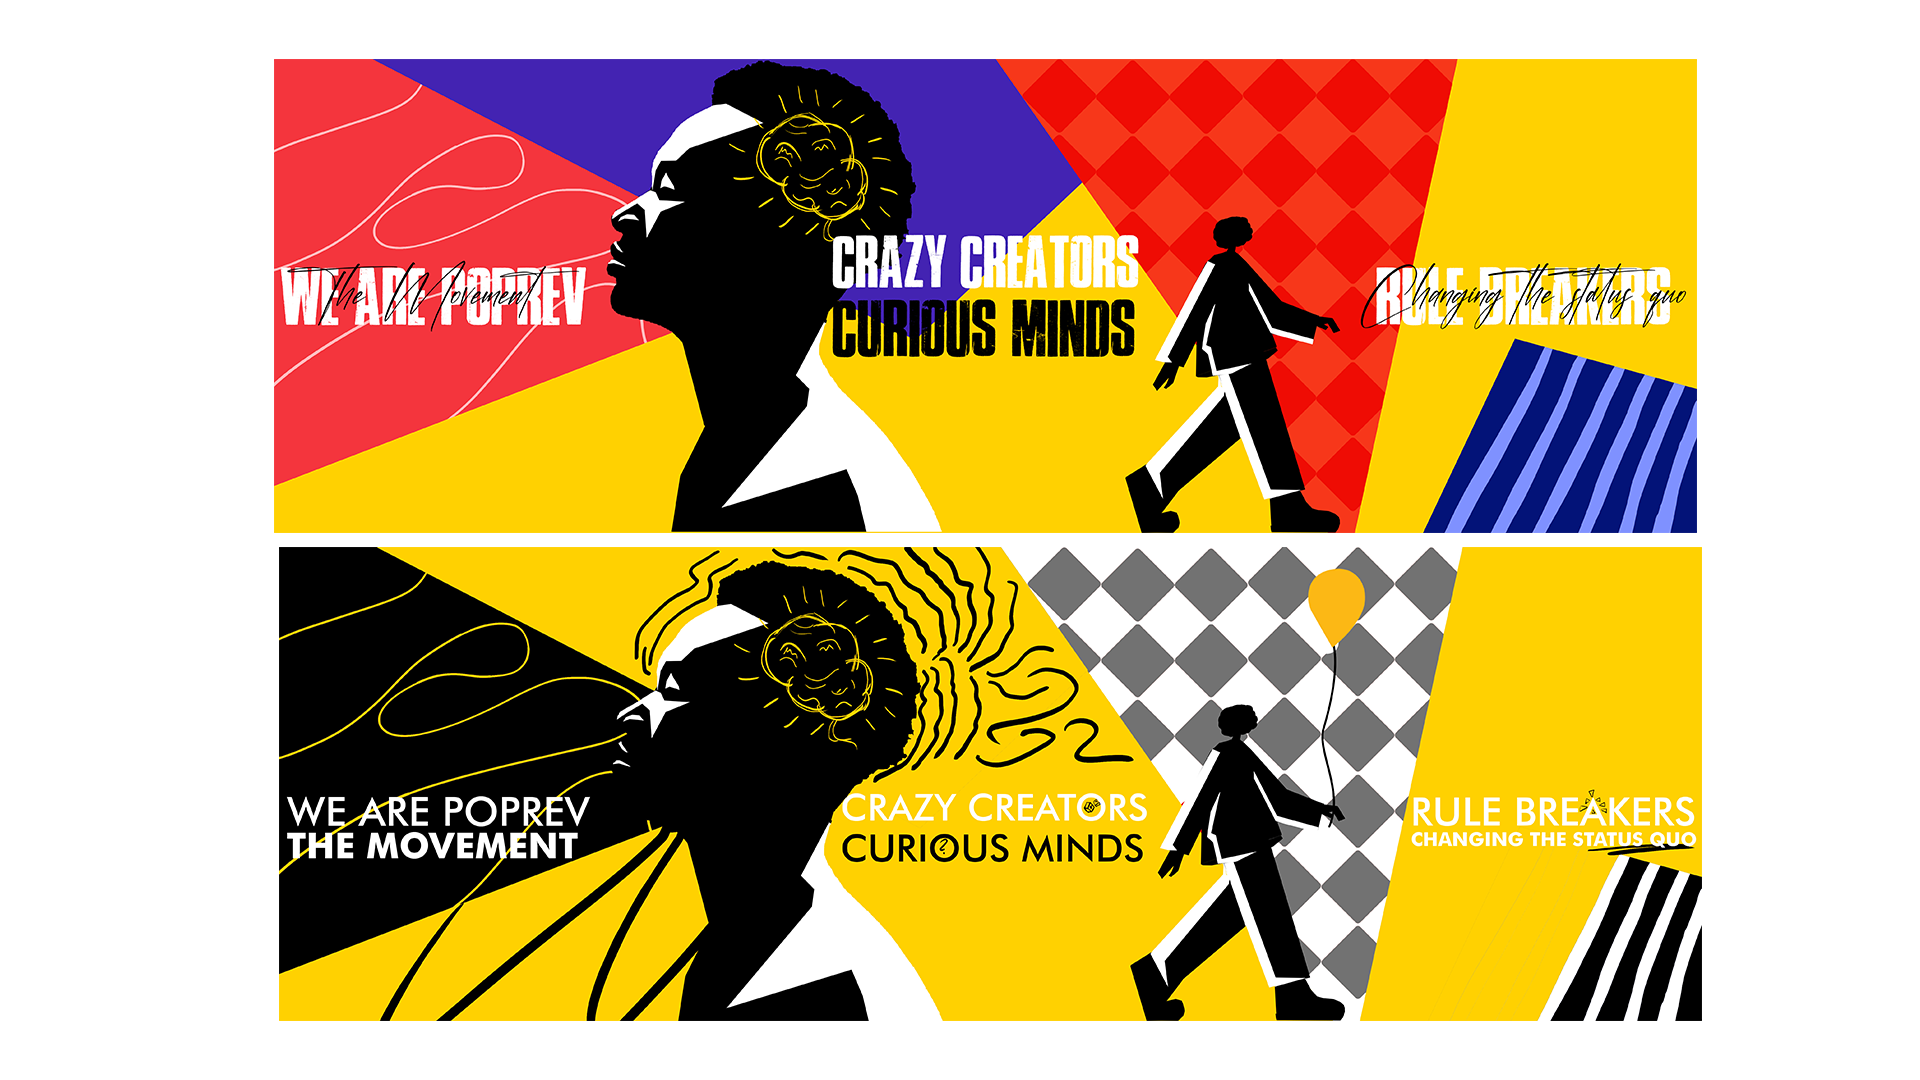 WE ARE POPREV
The Movement
CRAZY CREATORS
CURIOUS MINDS
RULE BREAKERS
Changing the status quo
WE ARE POPREV
THE MOVEMENT
CRAZY CREATORS
CURIOUS MINDS
?
RULE BREAKERS
CHANGING THE STATUS QUO